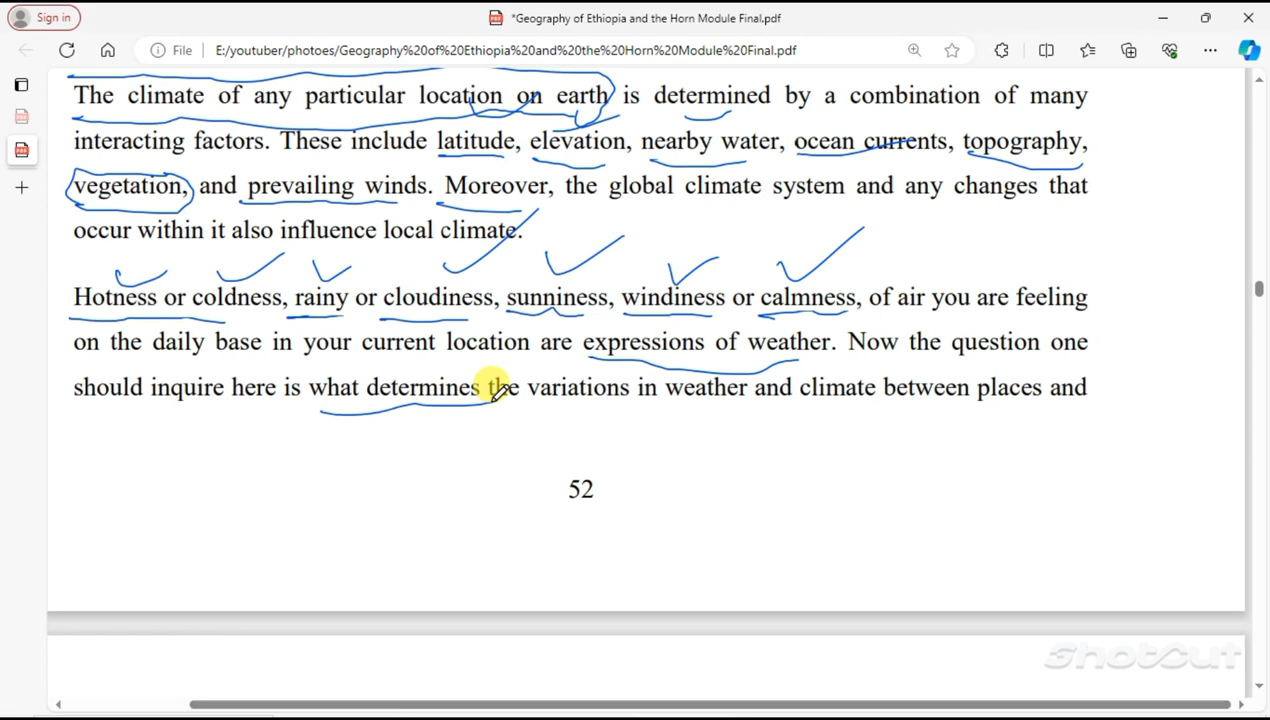 Sign in
*Geography of Ethiopia and the Horn Module Final.pdf
File
E:/youtuber/photoes/Geography%20of%20Ethiopia%20and%20the%20Horn%20Module%20Final.pdf
The climate of any particular location on earth is determined by a combination of many
interacting factors. These include latitude, elevation, nearby water, ocean currents, topography,
vegetation, and prevailing winds. Moreover, the global climate system and any changes that
occur within it also influence local climate.
Hotness or coldness, rainy or cloudiness, sunniness, windiness or calmness, of air you are feeling
on the daily base in your current location are expressions of weather. Now the question one
should inquire here is what determines the variations in weather and climate between places and
52
Shotcut